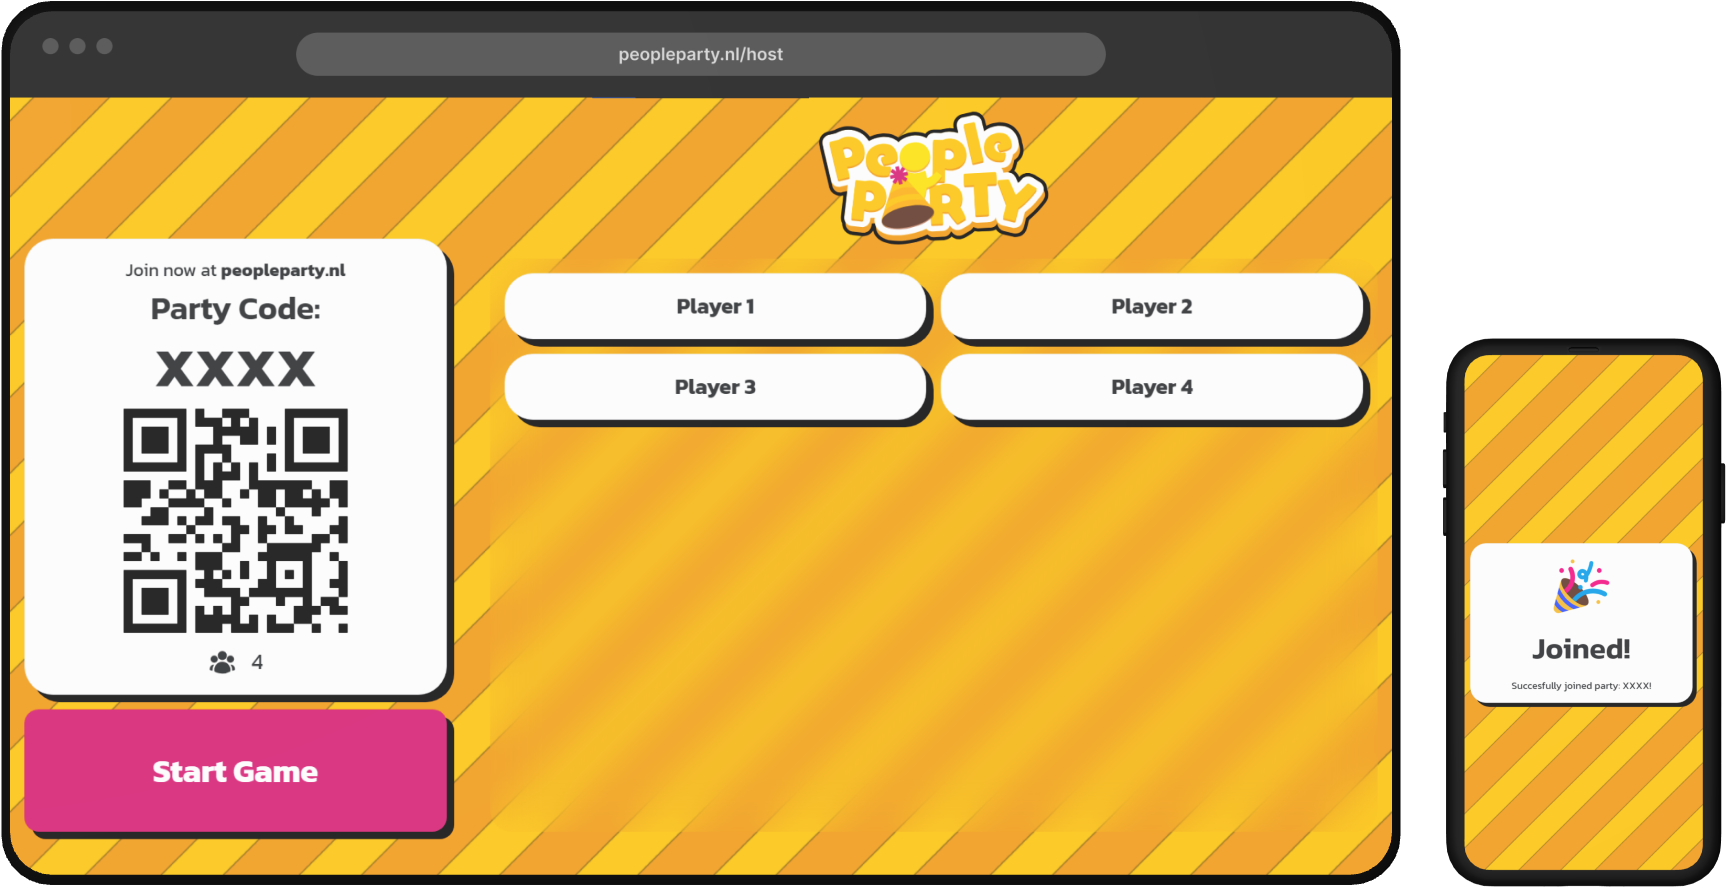 peopleparty.nl/host
People
PARTY
Join now at peopleparty.nl
Party Code:
XXXX
4
Start Game
Player 1
Player 2
Player 3
Player 4
Joined!
Succesfully joined party: XXXX!